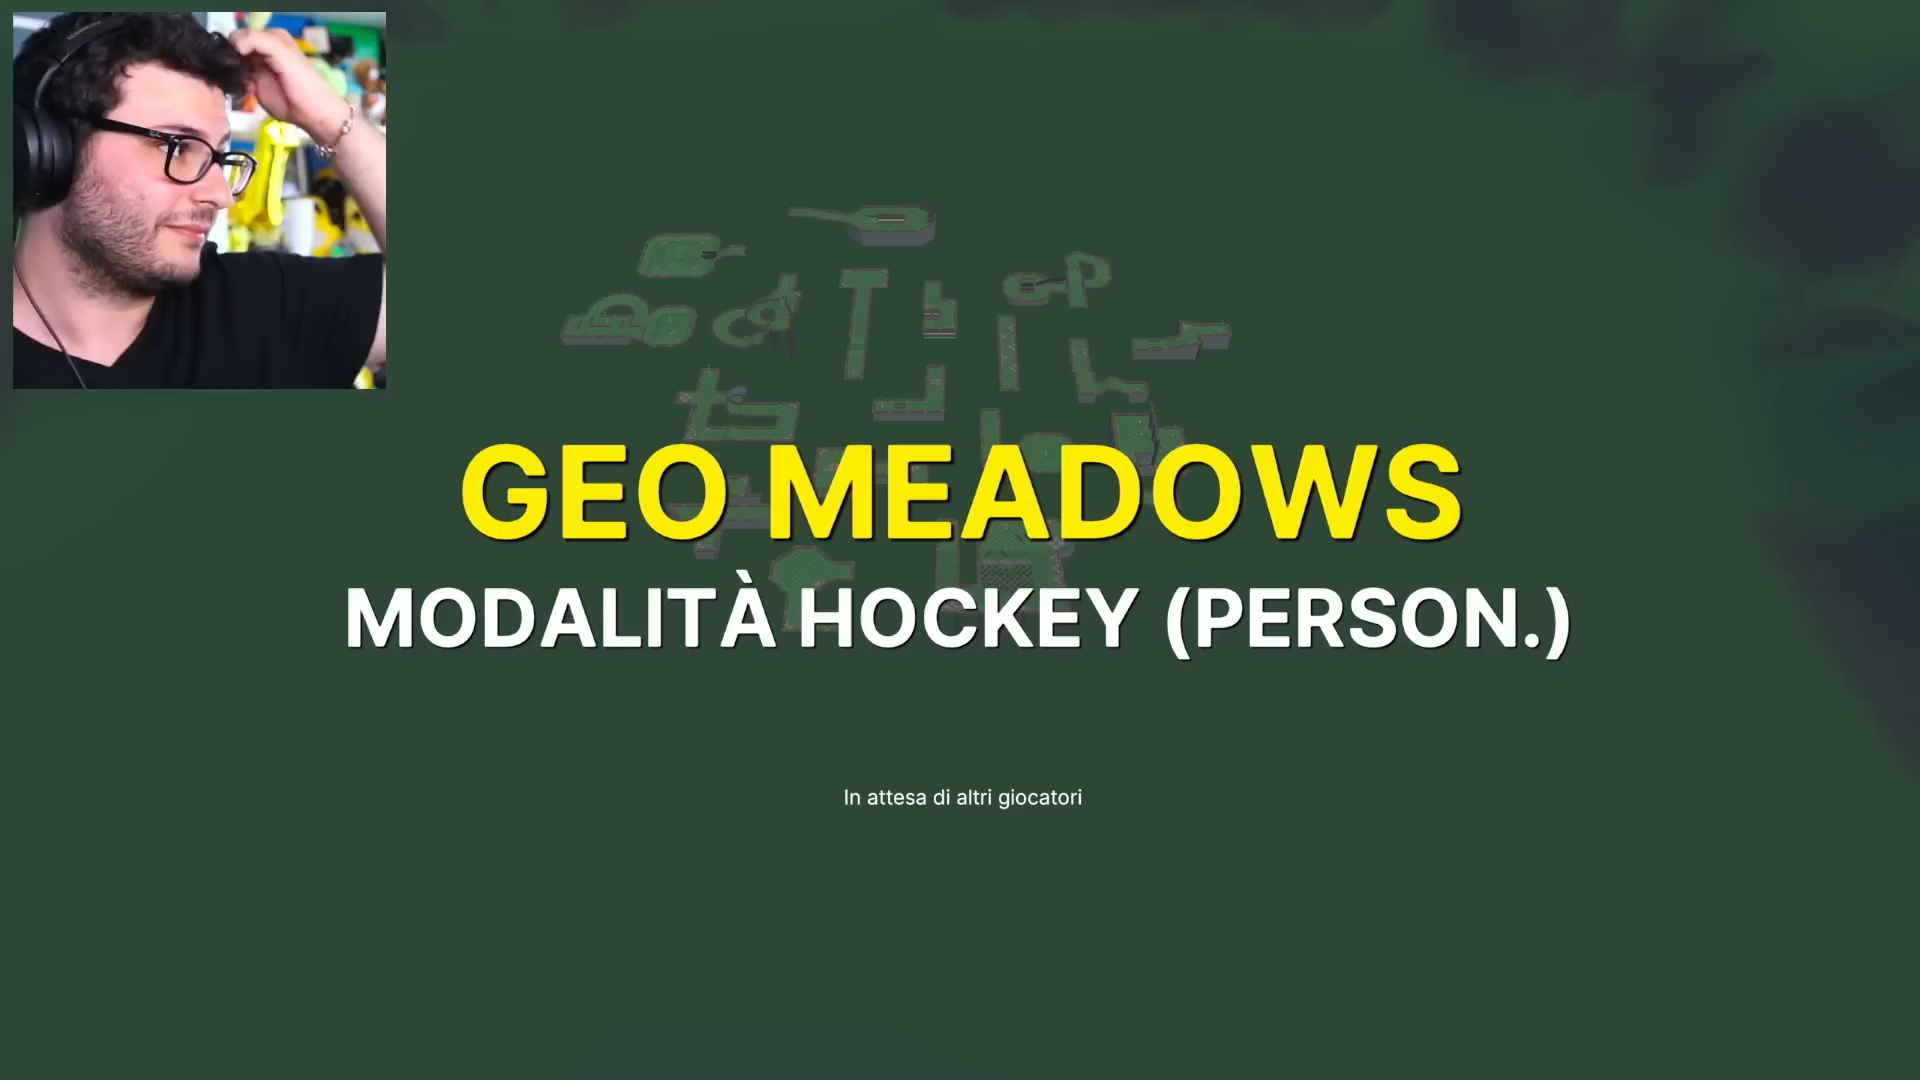 GEO MEADOWS
MODALITÀ HOCKEY (PERSON.)
In attesa di altri giocatori